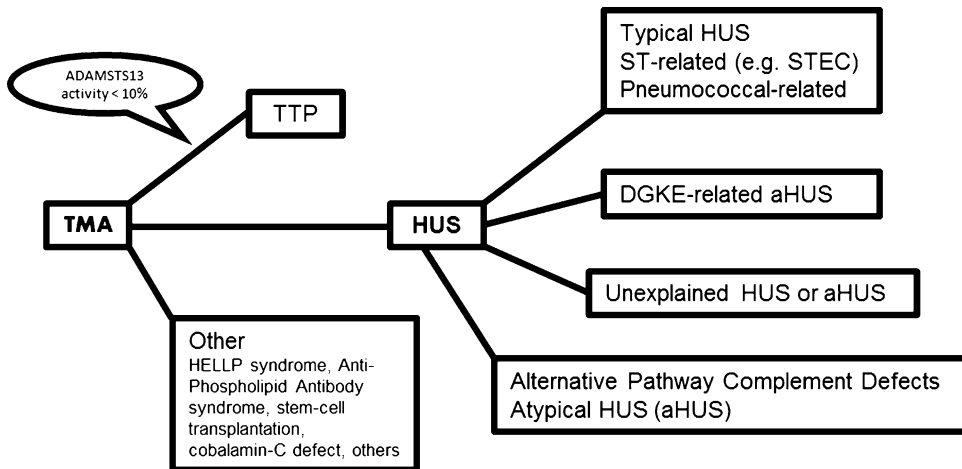 ADAMSTS13
activity < 10%
TTP
TMA
Other
HELLP syndrome, Anti-
Phospholipid Antibody
syndrome, stem-cell
transplantation,
cobalamin-C defect, others
HUS
Typical HUS
ST-related (e.g. STEC)
Pneumococcal-related
DGKE-related aHUS
Unexplained HUS or aHUS
Alternative Pathway Complement Defects
Atypical HUS (aHUS)